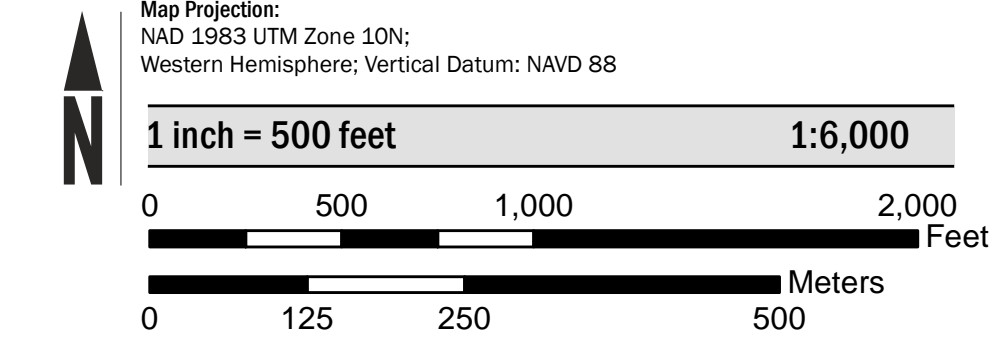 Map Projection:
NAD 1983 UTM Zone 10N;
Western Hemisphere; Vertical Datum: NAVD 88
N
1 inch = 500 feet 1:6,000
0 500 1,000 2,000
Feet
Meters
0 125 250 500